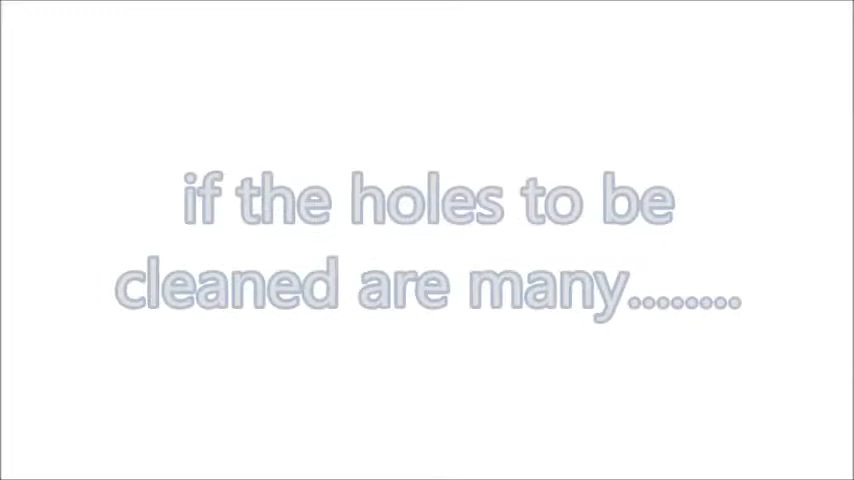 if the holes to be
cleaned are many........